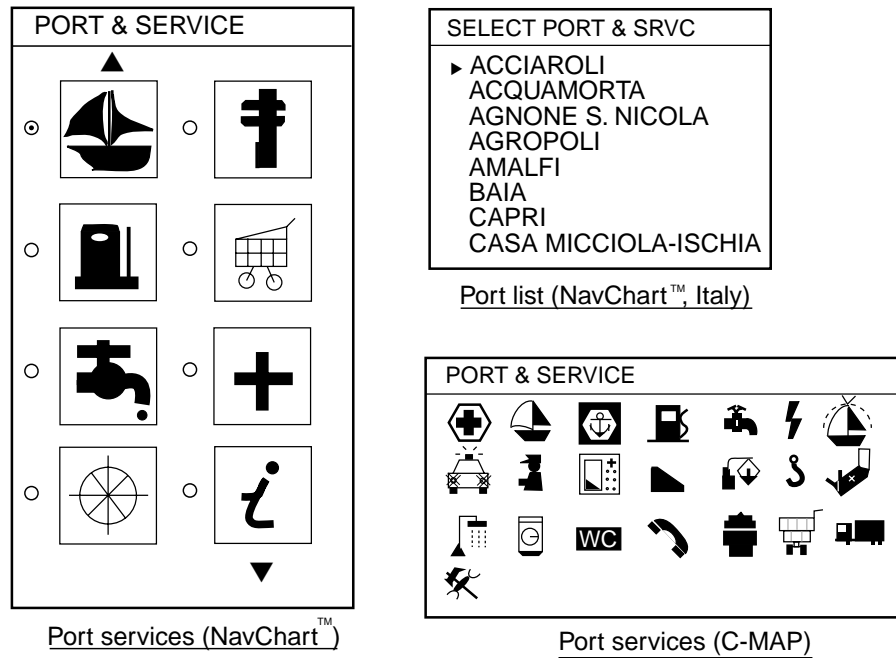 PORT & SERVICE
Port services (NavChart™)
SELECT PORT & SRVC
ACCIAROLI
ACQUAMORTA
AGNONE S. NICOLA
AGROPOLI
AMALFI
BAIA
CAPRI
CASA MICCIOLA-ISCHIA
Port list (NavChart™, Italy)
PORT & SERVICE
WC
Port services (C-MAP)